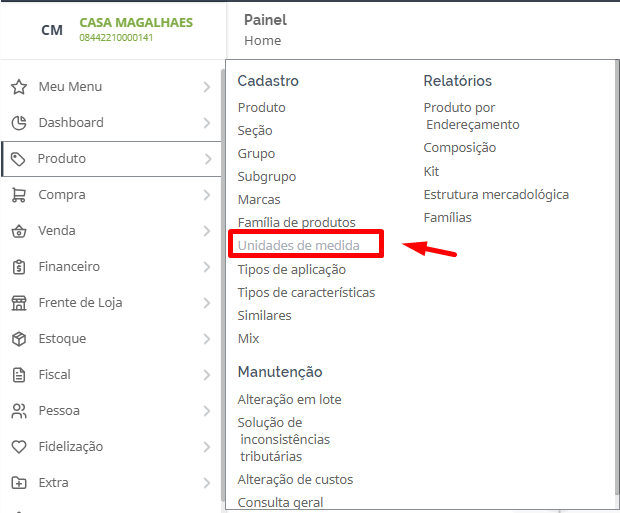 CM
CASA MAGALHAES
08442210000141
Painel
Home
Meu Menu
Dashboard
Produto
Compra
Venda
Financeiro
Frente de Loja
Estoque
Fiscal
Pessoa
Fidelização
Extra
Cadastro
Produto
Seção
Grupo
Subgrupo
Marcas
Família de produtos
Unidades de medida
Tipos de aplicação
Tipos de características
Similares
Mix
Manutenção
Alteração em lote
Solução de
inconsistências
tributárias
Alteração de custos
Consulta geral
Relatórios
Produto por
Endereçamento
Composição
Kit
Estrutura mercadológica
Famílias